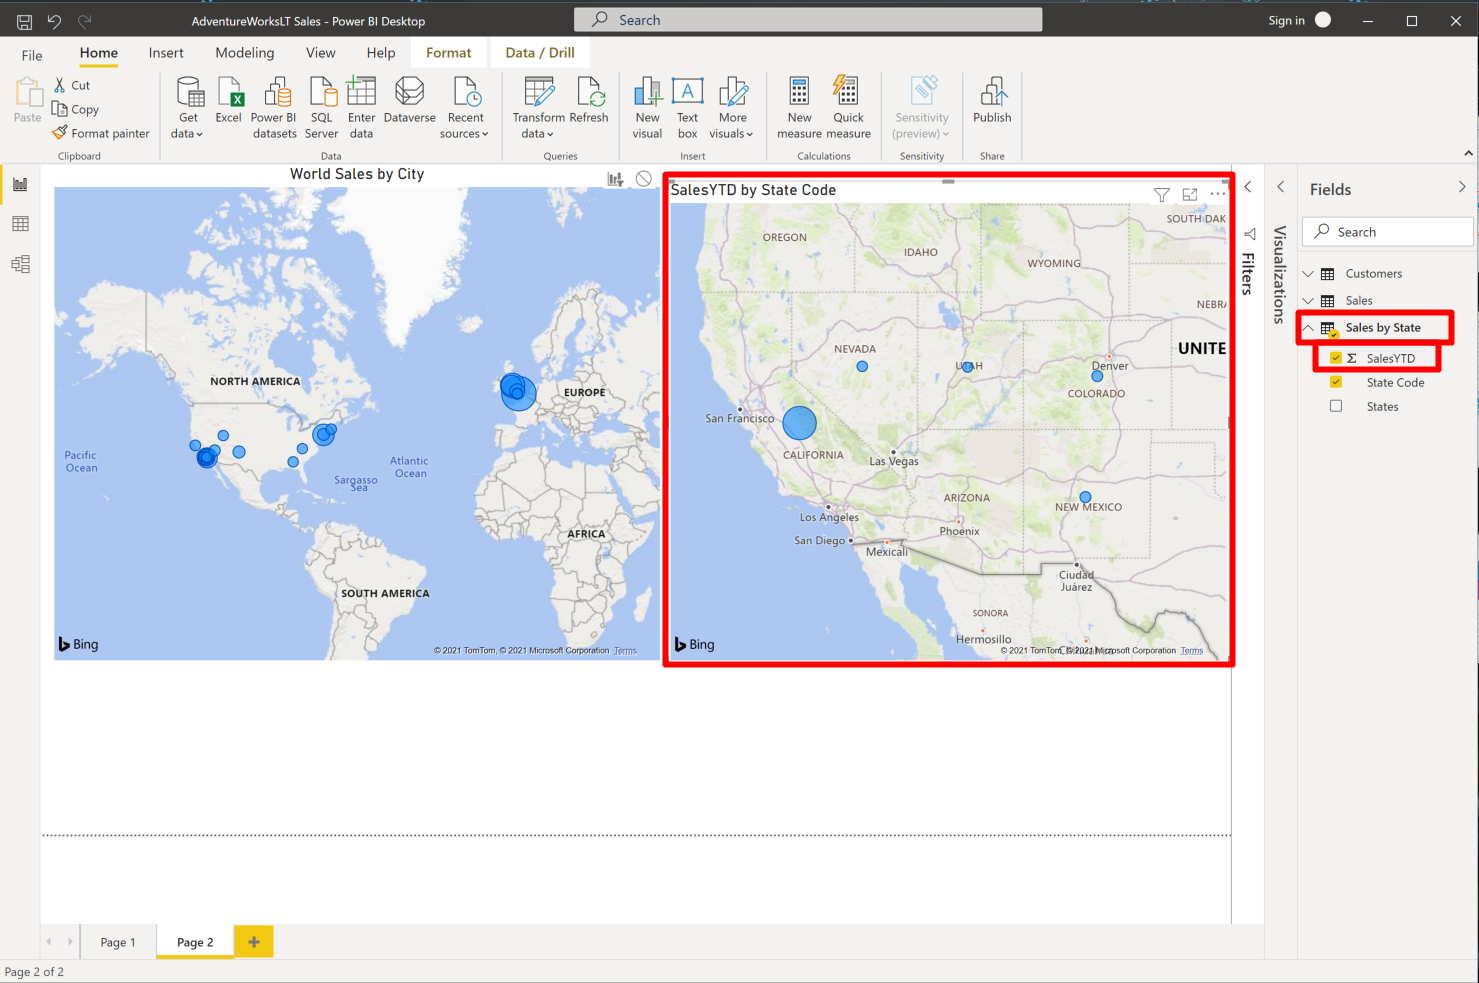 AdventureWorksLT Sales - Power BI Desktop
Search
Sign in
File
Home
Insert
Modeling
View
Help
Format
Data / Drill
Paste
Cut
Copy
Format painter
Clipboard
Get
data
Excel
Power BI
datasets
SQL
Server
Enter
data
Dataverse
Recent
sources
Data
Transform
data
Refresh
Queries
New
visual
Text
box
More
visuals
Insert
New
measure
Quick
measure
Calculations
Sensitivity
(preview)
Sensitivity
Publish
Share
World Sales by City
NORTH AMERICA
EUROPE
Pacific
Ocean
Atlantic
Ocean
Sargasso
Sea
AFRICA
SOUTH AMERICA
Bing
© 2021 TomTom, © 2021 Microsoft Corporation Terms
SalesYTD by State Code
SOUTH DAK
OREGON
IDAHO
WYOMING
NEBR
NEVADA
UNITE
UTAH
Denver
COLORADO
San Francisco
CALIFORNIA
Las Vegas
ARIZONA
NEW MEXICO
Los Angeles
Phoenix
San Diego
Mexicali
Ciudad
Juárez
SONORA
Hermosillo
Bing
© 2021 TomTom, © 2021 Microsoft Corporation Terms
Filters
Visualizations
Fields
Search
Customers
Sales
Sales by State
SalesYTD
State Code
States
Page 1
Page 2
Page 2 of 2